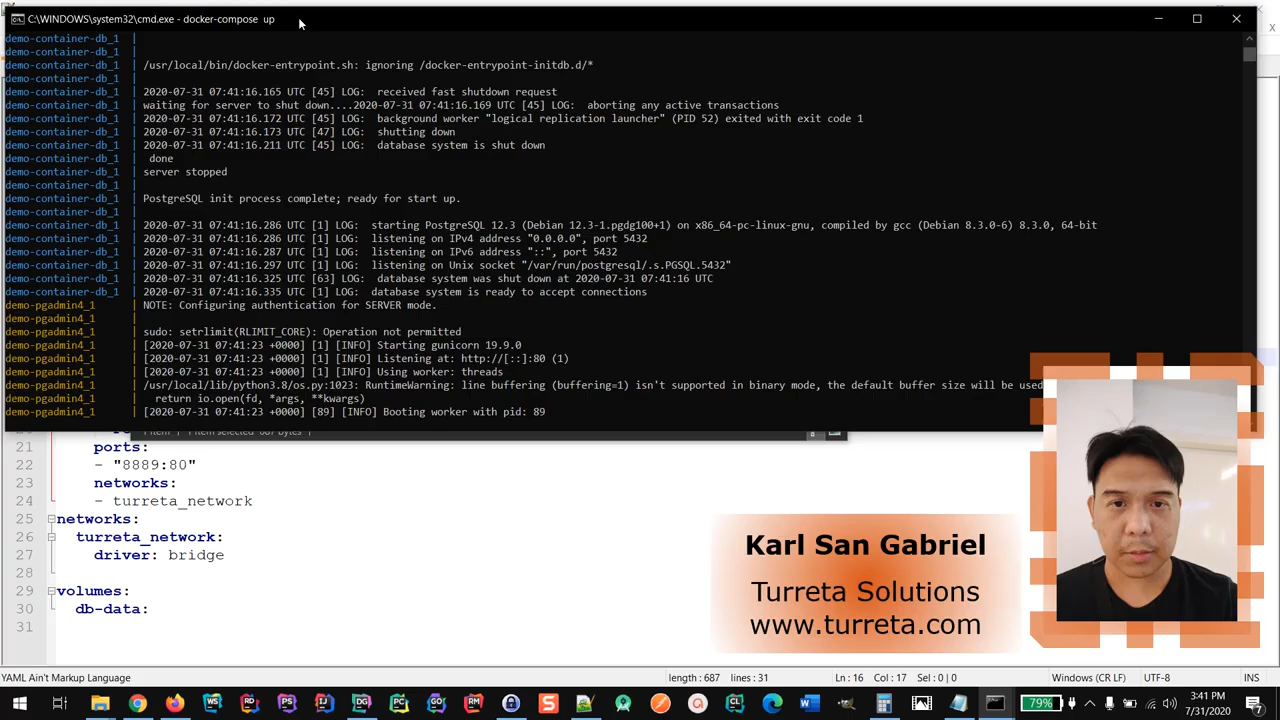 C:\WINDOWS\system32\cmd.exe - docker-compose up
demo-container-db_1 |
demo-container-db_1 |
demo-container-db_1 | /usr/local/bin/docker-entrypoint.sh: ignoring /docker-entrypoint-initdb.d/*
demo-container-db_1 |
demo-container-db_1 | 2020-07-31 07:41:16.165 UTC [45] LOG:  received fast shutdown request
demo-container-db_1 | waiting for server to shut down....2020-07-31 07:41:16.169 UTC [45] LOG:  aborting any active transactions
demo-container-db_1 | 2020-07-31 07:41:16.172 UTC [45] LOG:  background worker "logical replication launcher" (PID 52) exited with exit code 1
demo-container-db_1 | 2020-07-31 07:41:16.173 UTC [47] LOG:  shutting down
demo-container-db_1 | 2020-07-31 07:41:16.211 UTC [45] LOG:  database system is shut down
demo-container-db_1 |  done
demo-container-db_1 | server stopped
demo-container-db_1 |
demo-container-db_1 | PostgreSQL init process complete; ready for start up.
demo-container-db_1 |
demo-container-db_1 | 2020-07-31 07:41:16.286 UTC [1] LOG:  starting PostgreSQL 12.3 (Debian 12.3-1.pgdg100+1) on x86_64-pc-linux-gnu, compiled by gcc (Debian 8.3.0-6) 8.3.0, 64-bit
demo-container-db_1 | 2020-07-31 07:41:16.286 UTC [1] LOG:  listening on IPv4 address "0.0.0.0", port 5432
demo-container-db_1 | 2020-07-31 07:41:16.287 UTC [1] LOG:  listening on IPv6 address "::", port 5432
demo-container-db_1 | 2020-07-31 07:41:16.297 UTC [1] LOG:  listening on Unix socket "/var/run/postgresql/.s.PGSQL.5432"
demo-container-db_1 | 2020-07-31 07:41:16.325 UTC [63] LOG:  database system was shut down at 2020-07-31 07:41:16 UTC
demo-container-db_1 | 2020-07-31 07:41:16.335 UTC [1] LOG:  database system is ready to accept connections
demo-pgadmin4_1 | NOTE: Configuring authentication for SERVER mode.
demo-pgadmin4_1 |
demo-pgadmin4_1 | sudo: setrlimit(RLIMIT_CORE): Operation not permitted
demo-pgadmin4_1 | [2020-07-31 07:41:23 +0000] [1] [INFO] Starting gunicorn 19.9.0
demo-pgadmin4_1 | [2020-07-31 07:41:23 +0000] [1] [INFO] Listening at: http://[::]:80 (1)
demo-pgadmin4_1 | [2020-07-31 07:41:23 +0000] [1] [INFO] Using worker: threads
demo-pgadmin4_1 | /usr/local/lib/python3.8/os.py:1023: RuntimeWarning: line buffering (buffering=1) isn't supported in binary mode, the default buffer size will be used
demo-pgadmin4_1 |   return io.open(fd, *args, **kwargs)
demo-pgadmin4_1 | [2020-07-31 07:41:23 +0000] [89] [INFO] Booting worker with pid: 89
21 ports:
22 - "8889:80"
23 networks:
24 - turreta_network
25 networks:
26 turreta_network:
27 driver: bridge
28
29 volumes:
30 db-data:
31
Karl San Gabriel
Turreta Solutions
www.turreta.com
YAML Ain't Markup Language
length : 687 lines : 31
Ln : 16 Col : 17 Sel : 0 | 0
Windows (CR LF)
UTF-8
INS
79%
3:41 PM
7/31/2020